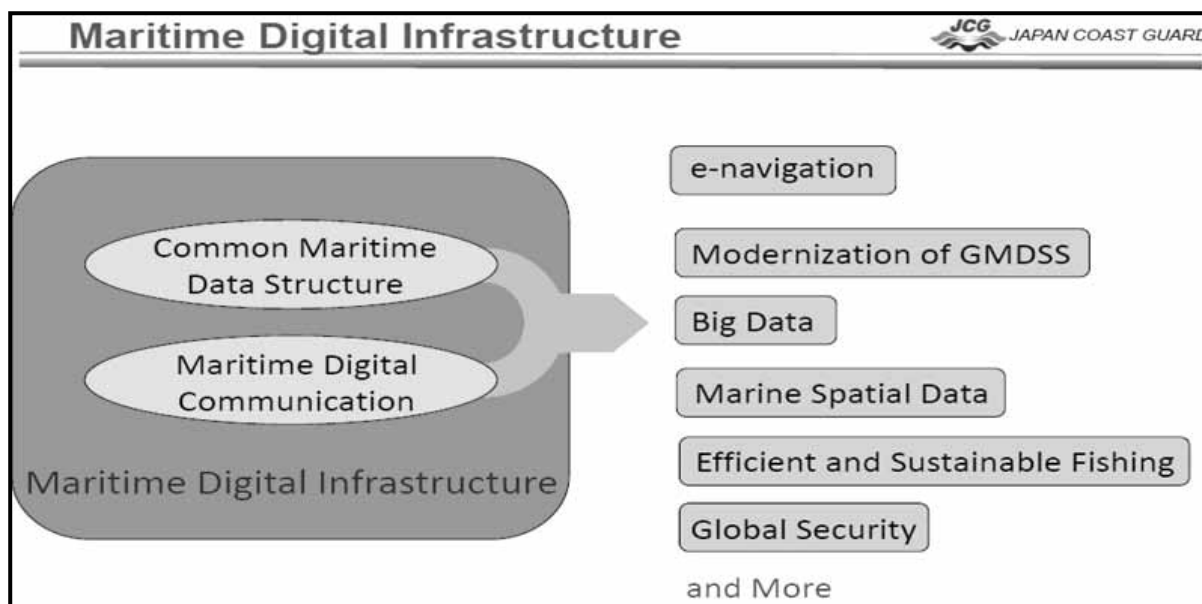 Maritime Digital Infrastructure
JCG JAPAN COAST GUARD
Common Maritime
Data Structure
Maritime Digital
Communication
Maritime Digital Infrastructure
e-navigation
Modernization of GMDSS
Big Data
Marine Spatial Data
Efficient and Sustainable Fishing
Global Security
and More